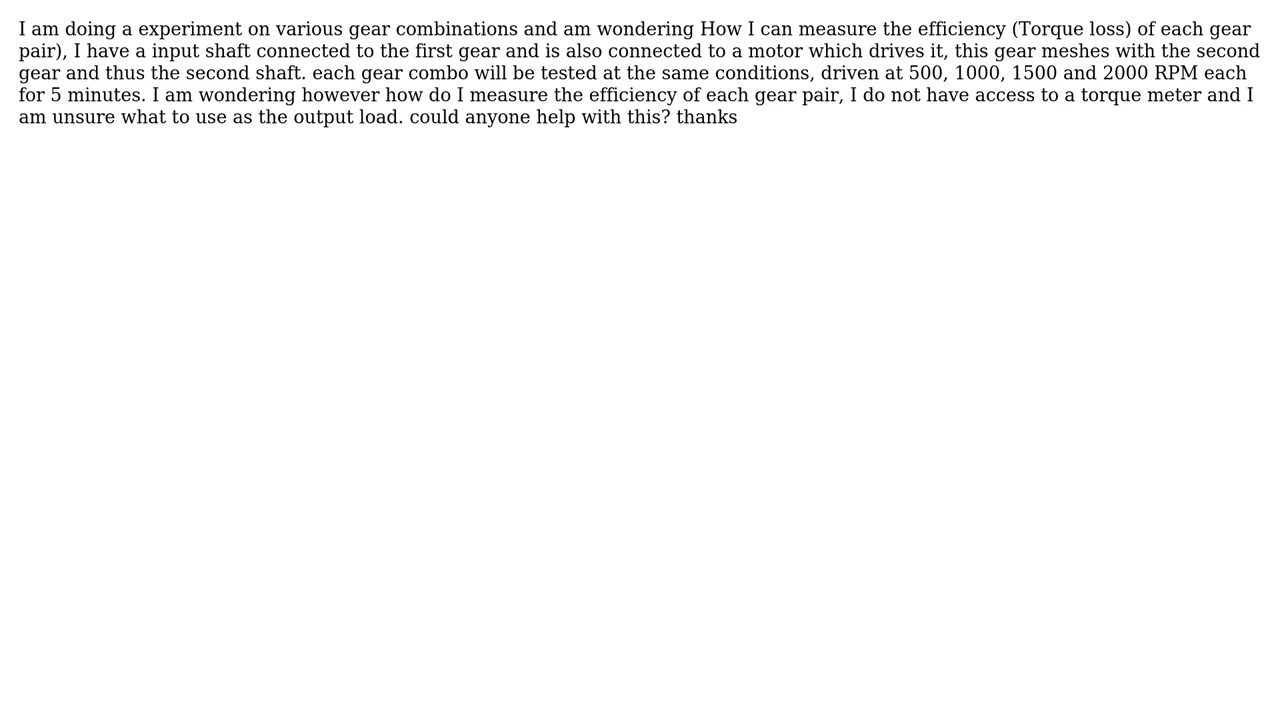 I am doing a experiment on various gear combinations and am wondering How I can measure the efficiency (Torque loss) of each gear
pair), I have a input shaft connected to the first gear and is also connected to a motor which drives it, this gear meshes with the second
gear and thus the second shaft. each gear combo will be tested at the same conditions, driven at 500, 1000, 1500 and 2000 RPM each
for 5 minutes. I am wondering however how do I measure the efficiency of each gear pair, I do not have access to a torque meter and I
am unsure what to use as the output load. could anyone help with this? thanks